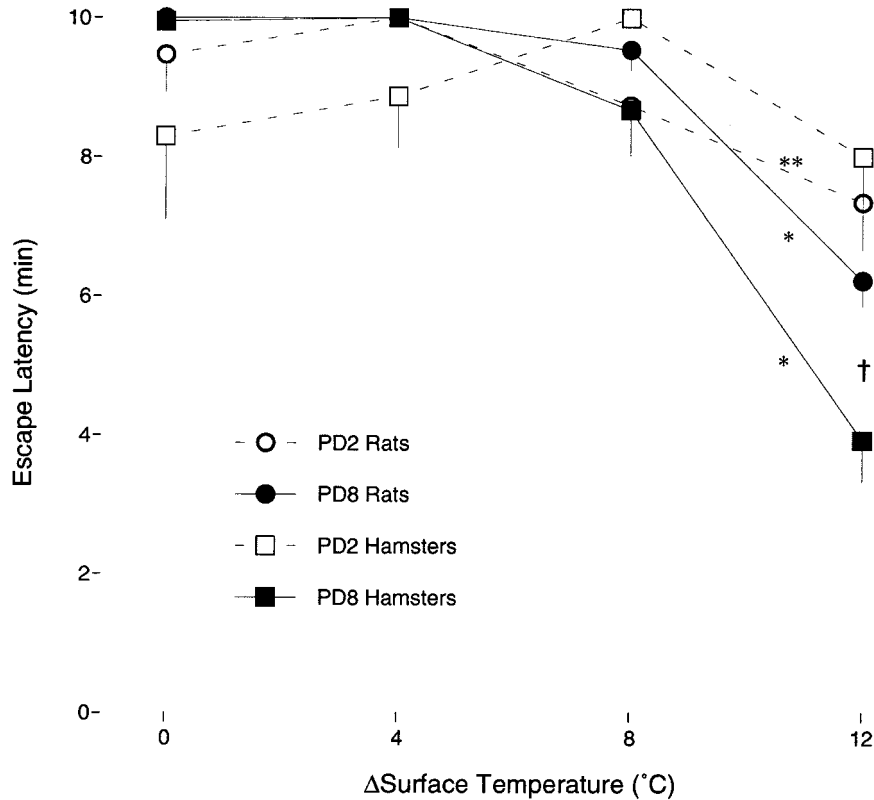 10-
8-
6-
4-
2-
0-
Escape Latency (min)
**
*
*
†
PD2 Rats
PD8 Rats
PD2 Hamsters
PD8 Hamsters
0 4 8 12
ΔSurface Temperature (˚C)